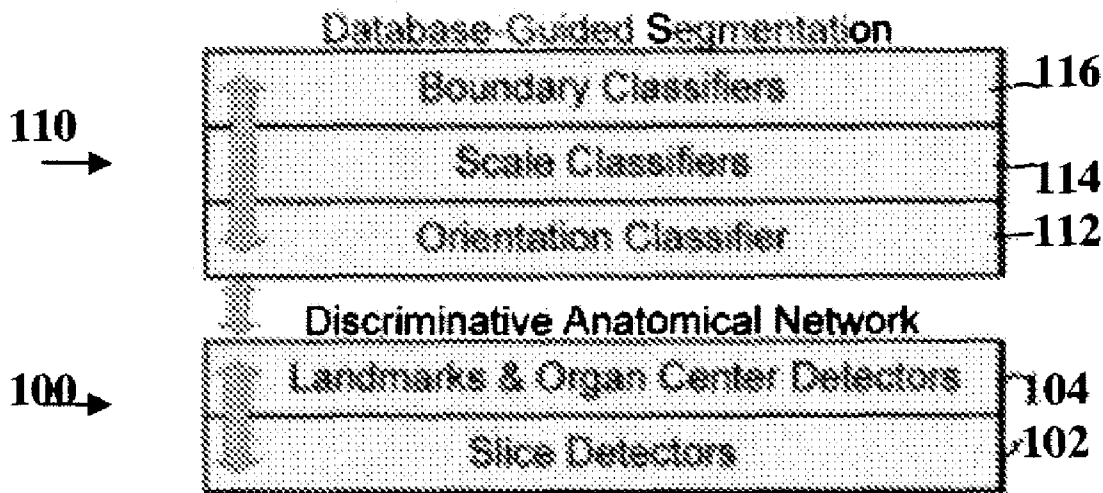 Database-Guided Segmentation
Boundary Classifiers
116
110
Scale Classifiers
114
Orientation Classifier
112
Discriminative Anatomical Network
100
Landmarks & Organ Center Detectors
104
Slice Detectors
102